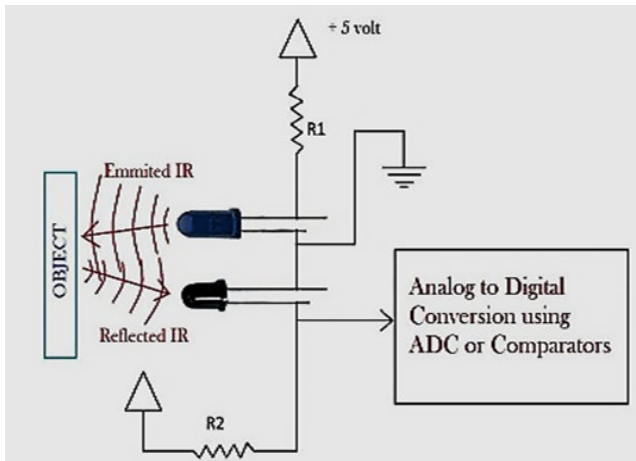 + 5 volt
R1
Emmited IR
OBJECT
Analog to Digital
Conversion using
ADC or Comparators
Reflected IR
R2